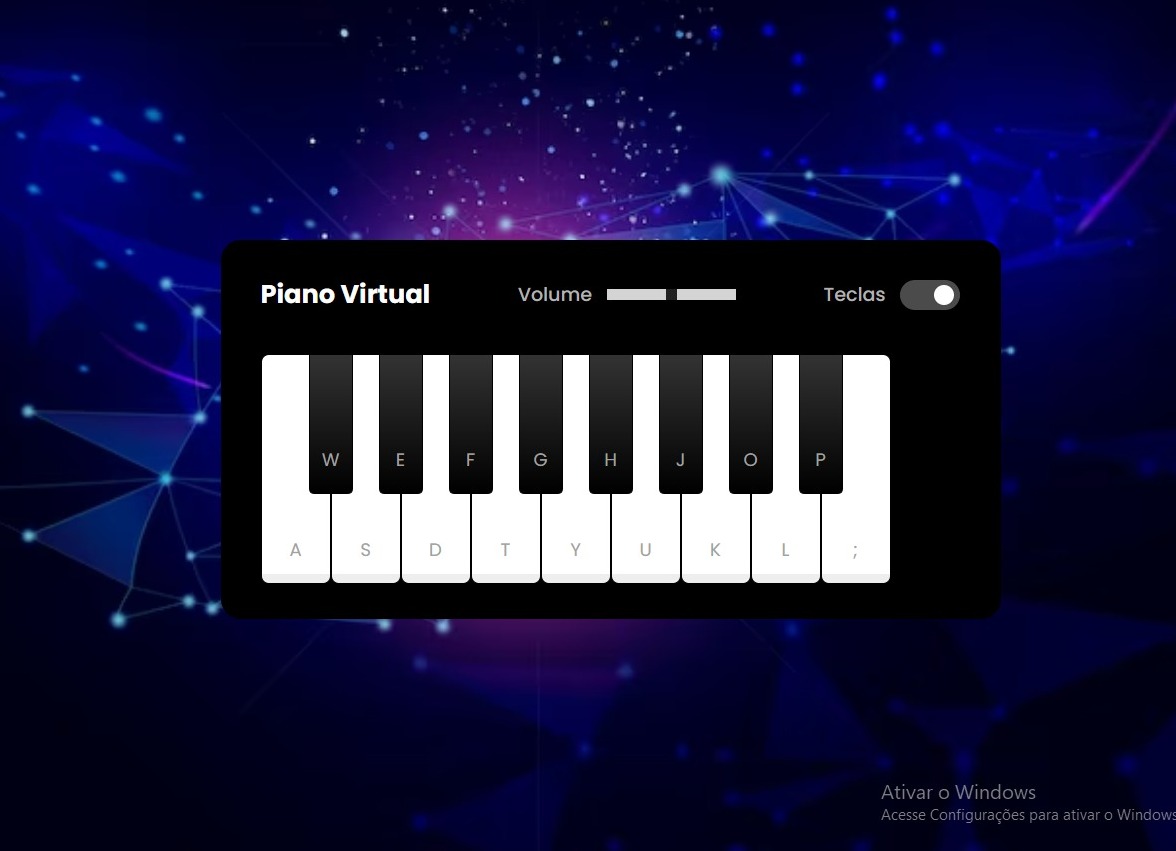 Piano Virtual
Volume
Teclas
W E F G H J O P
A S D T Y U K L ;
Ativar o Windows
Acesse Configurações para ativar o Windows